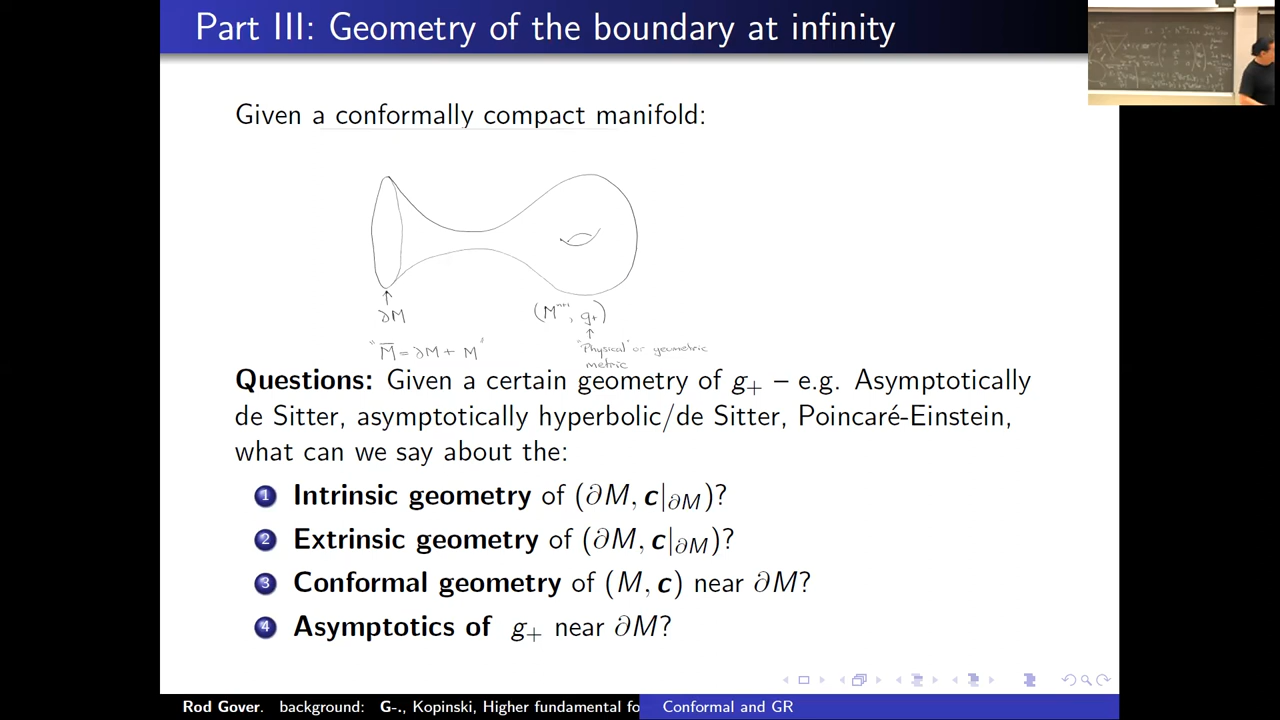 Part III: Geometry of the boundary at infinity
Given a conformally compact manifold:
∂M
(Mⁿ⁺¹, g₊)
"M̅ = ∂M + M"
"Physical" or geometric
metric
Questions: Given a certain geometry of g₊ – e.g. Asymptotically
de Sitter, asymptotically hyperbolic/de Sitter, Poincaré-Einstein,
what can we say about the:
1 Intrinsic geometry of (∂M, c|∂M)?
2 Extrinsic geometry of (∂M, c|∂M)?
3 Conformal geometry of (M, c) near ∂M?
4 Asymptotics of g₊ near ∂M?
Rod Gover. background: G-., Kopinski, Higher fundamental fo Conformal and GR